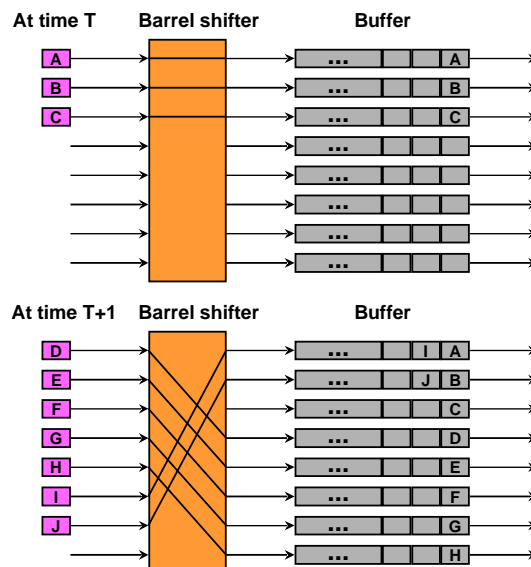 At time T Barrel shifter Buffer
A ... A
B ... B
C ... C
...
...
...
...
...
At time T+1 Barrel shifter Buffer
D ... I A
E ... J B
F ... C
G ... D
H ... E
I ... F
J ... G
... H